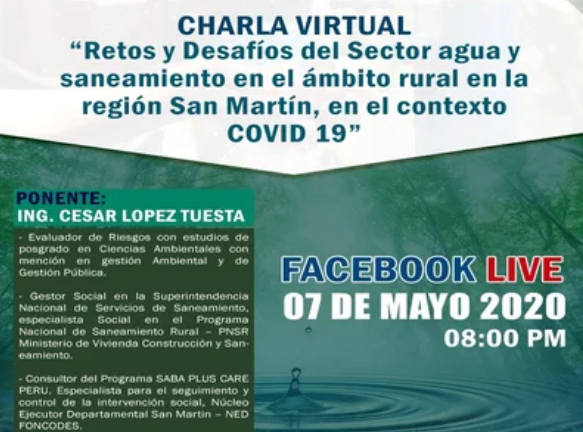 CHARLA VIRTUAL
“Retos y Desafíos del Sector agua y
saneamiento en el ámbito rural en la
región San Martín, en el contexto
COVID 19”
PONENTE:
ING. CESAR LOPEZ TUESTA
- Evaluador de Riesgos con estudios de
posgrado en Ciencias Ambientales con
mención en gestión Ambiental y de
Gestión Pública.
- Gestor Social en la Superintendencia
Nacional de Servicios de Saneamiento,
especialista Social en el Programa
Nacional de Saneamiento Rural – PNSR
Ministerio de Vivienda Construcción y San-
eamiento.
- Consultor del Programa SABA PLUS CARE
PERU. Especialista para el seguimiento y
control de la intervención social, Núcleo
Ejecutor Departamental San Martin – NED
FONCODES.
FACEBOOK LIVE
07 DE MAYO 2020
08:00 PM